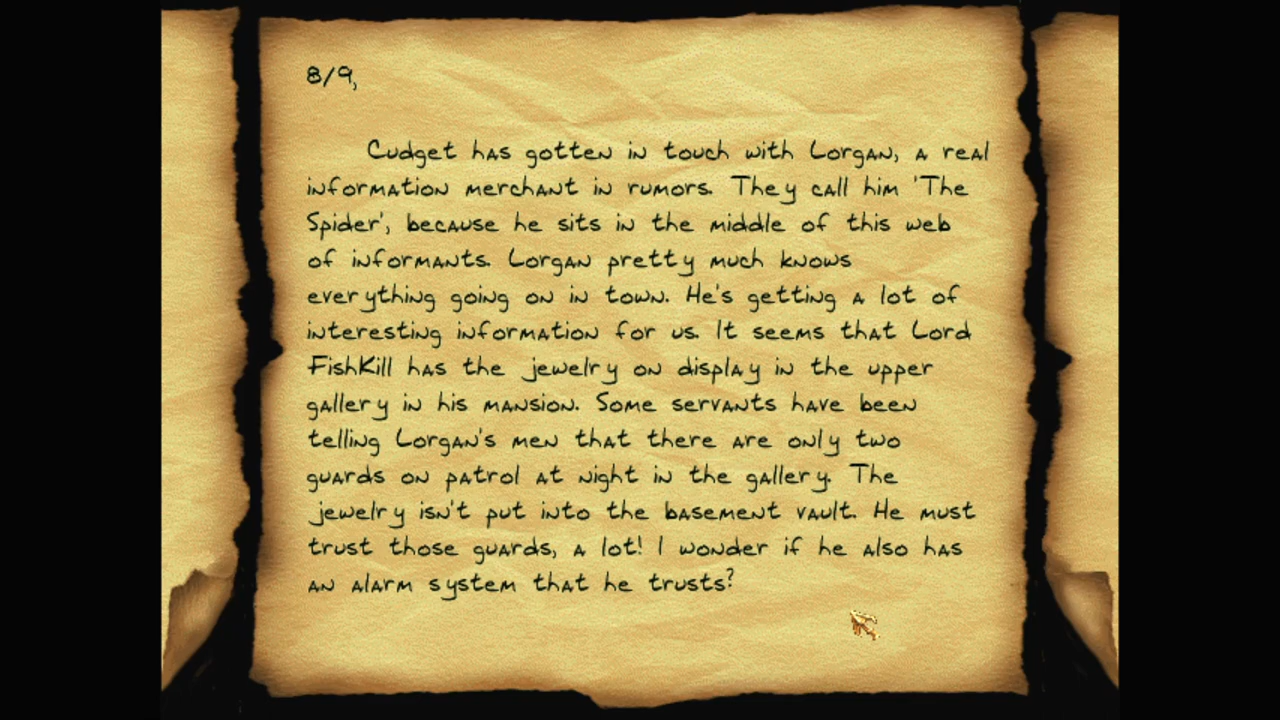 8/9,
Cudget has gotten in touch with Lorgan, a real
information merchant in rumors. They call him 'The
Spider', because he sits in the middle of this web
of informants. Lorgan pretty much knows
everything going on in town. He's getting a lot of
interesting information for us. It seems that Lord
FishKill has the jewelry on display in the upper
gallery in his mansion. Some servants have been
telling Lorgan's men that there are only two
guards on patrol at night in the gallery. The
jewelry isn't put into the basement vault. He must
trust those guards, a lot! I wonder if he also has
an alarm system that he trusts?